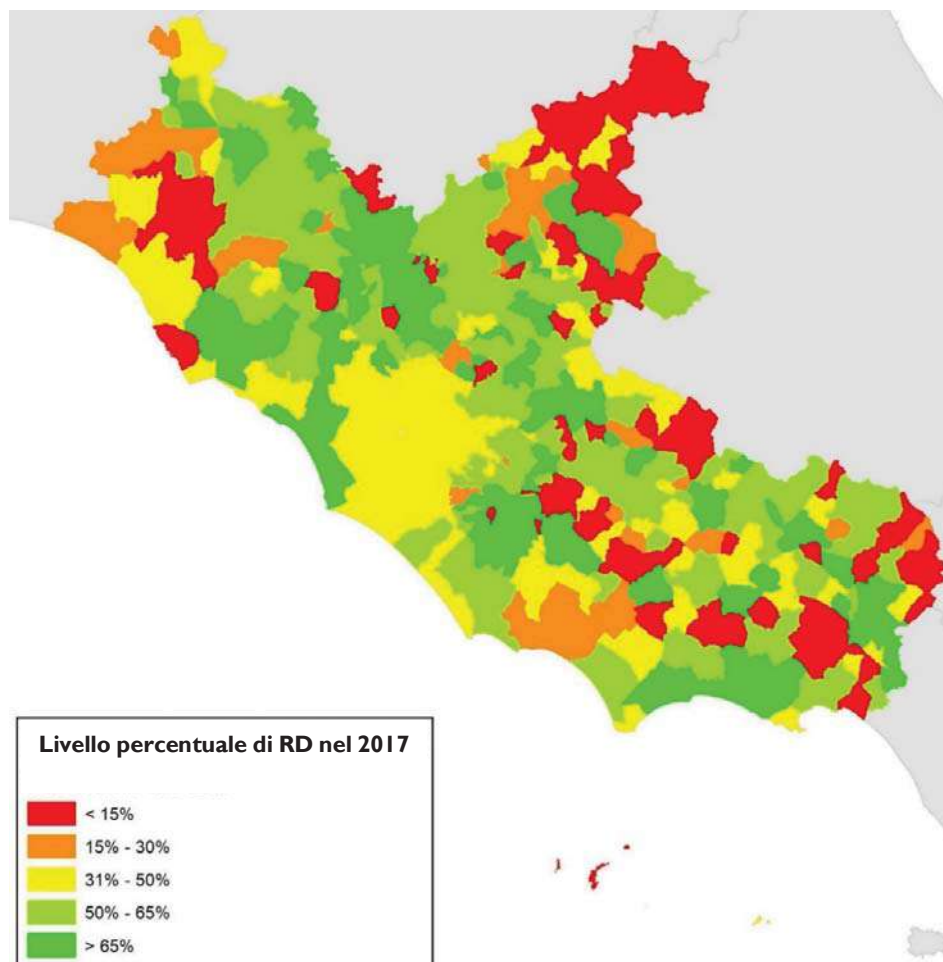 Livello percentuale di RD nel 2017
< 15%
15% - 30%
31% - 50%
50% - 65%
> 65%